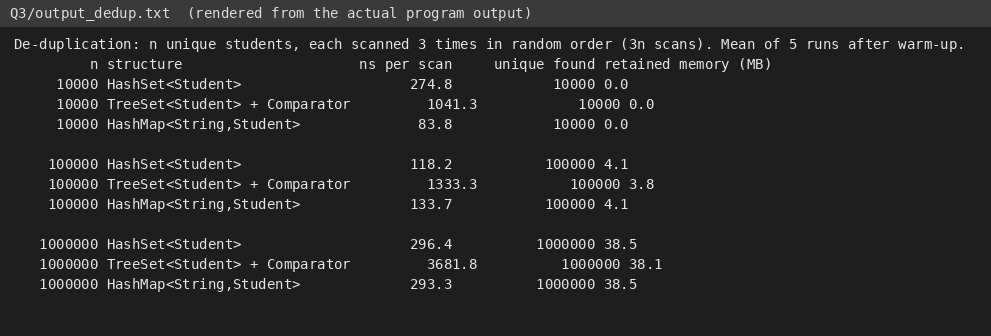 Q3/output_dedup.txt  (rendered from the actual program output)
De-duplication: n unique students, each scanned 3 times in random order (3n scans). Mean of 5 runs after warm-up.
         n structure                     ns per scan     unique found retained memory (MB)
     10000 HashSet<Student>                    274.8            10000 0.0
     10000 TreeSet<Student> + Comparator         1041.3            10000 0.0
     10000 HashMap<String,Student>              83.8            10000 0.0

    100000 HashSet<Student>                    118.2           100000 4.1
    100000 TreeSet<Student> + Comparator         1333.3           100000 3.8
    100000 HashMap<String,Student>             133.7           100000 4.1

   1000000 HashSet<Student>                    296.4          1000000 38.5
   1000000 TreeSet<Student> + Comparator         3681.8          1000000 38.1
   1000000 HashMap<String,Student>             293.3          1000000 38.5